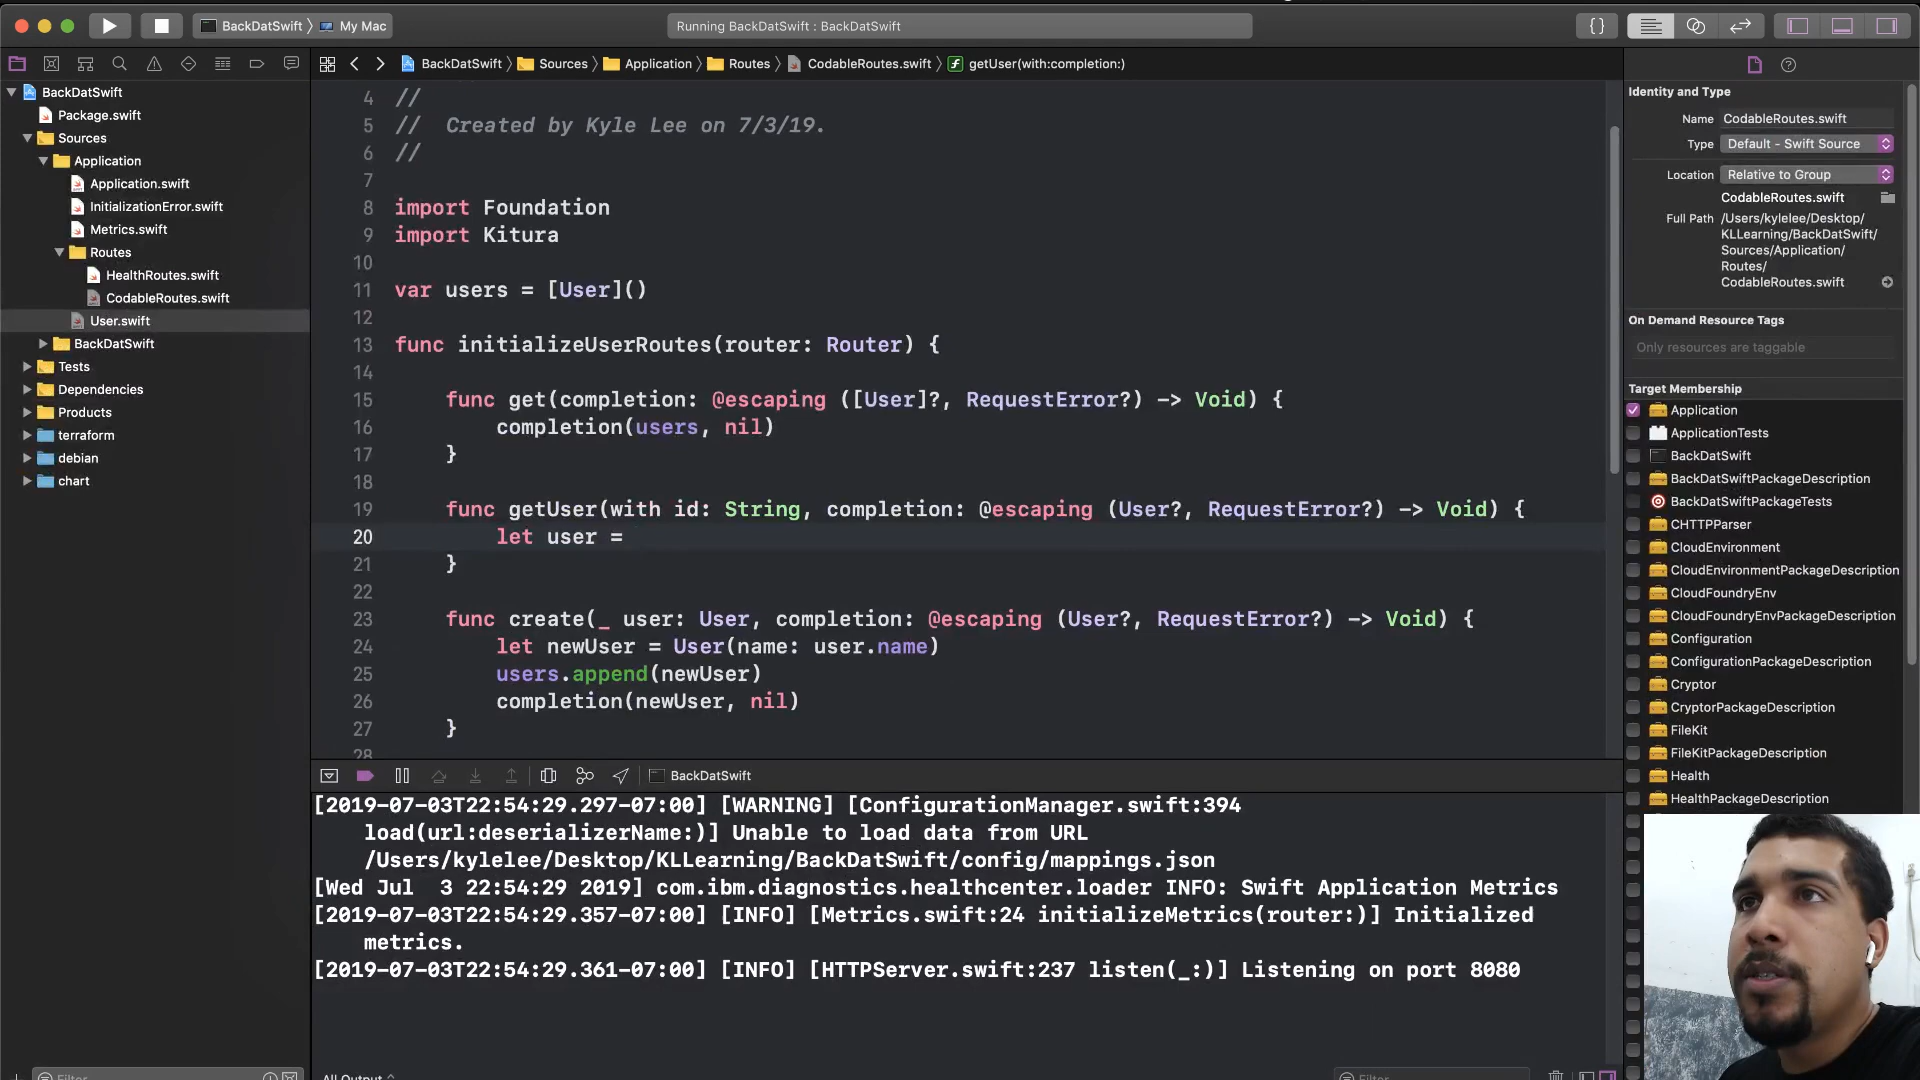 BackDatSwift
My Mac
Running BackDatSwift : BackDatSwift
{}
BackDatSwift
Sources
Application
Routes
CodableRoutes.swift
getUser(with:completion:)
BackDatSwift
Package.swift
Sources
Application
Application.swift
InitializationError.swift
Metrics.swift
Routes
HealthRoutes.swift
CodableRoutes.swift
User.swift
BackDatSwift
Tests
Dependencies
Products
terraform
debian
chart
4 //
5 //  Created by Kyle Lee on 7/3/19.
6 //
7
8 import Foundation
9 import Kitura
10
11 var users = [User]()
12
13 func initializeUserRoutes(router: Router) {
14
15     func get(completion: @escaping ([User]?, RequestError?) -> Void) {
16         completion(users, nil)
17     }
18
19     func getUser(with id: String, completion: @escaping (User?, RequestError?) -> Void) {
20         let user =
21     }
22
23     func create(_ user: User, completion: @escaping (User?, RequestError?) -> Void) {
24         let newUser = User(name: user.name)
25         users.append(newUser)
26         completion(newUser, nil)
27     }
28
BackDatSwift
[2019-07-03T22:54:29.297-07:00] [WARNING] [ConfigurationManager.swift:394
load(url:deserializerName:)] Unable to load data from URL
/Users/kylelee/Desktop/KLLearning/BackDatSwift/config/mappings.json
[Wed Jul  3 22:54:29 2019] com.ibm.diagnostics.healthcenter.loader INFO: Swift Application Metrics
[2019-07-03T22:54:29.357-07:00] [INFO] [Metrics.swift:24 initializeMetrics(router:)] Initialized
metrics.
[2019-07-03T22:54:29.361-07:00] [INFO] [HTTPServer.swift:237 listen(_:)] Listening on port 8080
Filter
All Output
Filter
Identity and Type
Name CodableRoutes.swift
Type Default - Swift Source
Location Relative to Group
CodableRoutes.swift
Full Path /Users/kylelee/Desktop/
KLLearning/BackDatSwift/
Sources/Application/
Routes/
CodableRoutes.swift
On Demand Resource Tags
Only resources are taggable
Target Membership
Application
ApplicationTests
BackDatSwift
BackDatSwiftPackageDescription
BackDatSwiftPackageTests
CHTTPParser
CloudEnvironment
CloudEnvironmentPackageDescription
CloudFoundryEnv
CloudFoundryEnvPackageDescription
Configuration
ConfigurationPackageDescription
Cryptor
CryptorPackageDescription
FileKit
FileKitPackageDescription
Health
HealthPackageDescription